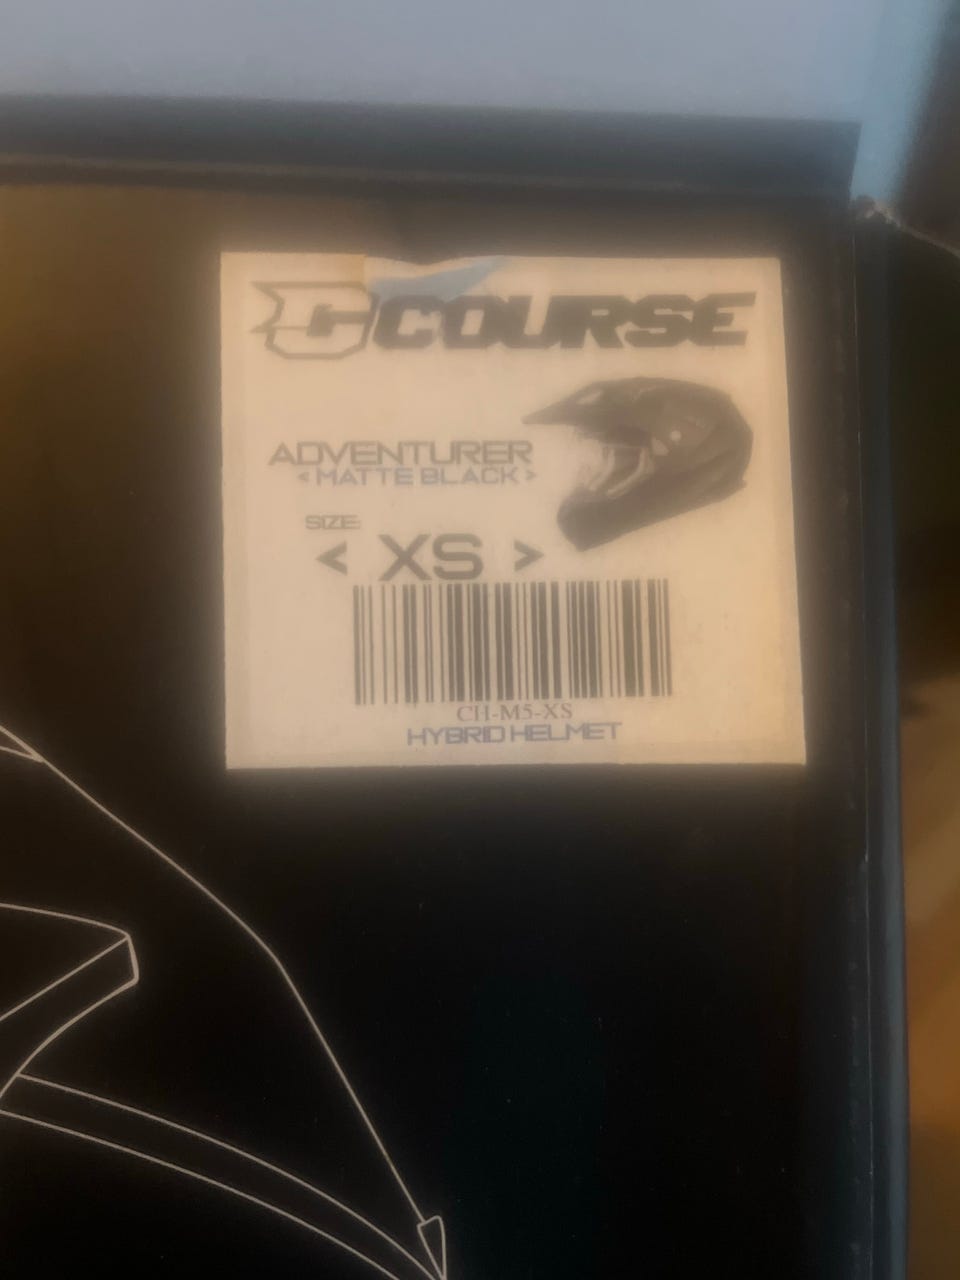 COURSE
ADVENTURER
< MATTE BLACK >
SIZE:
< XS >
CH-M5-XS
HYBRID HELMET